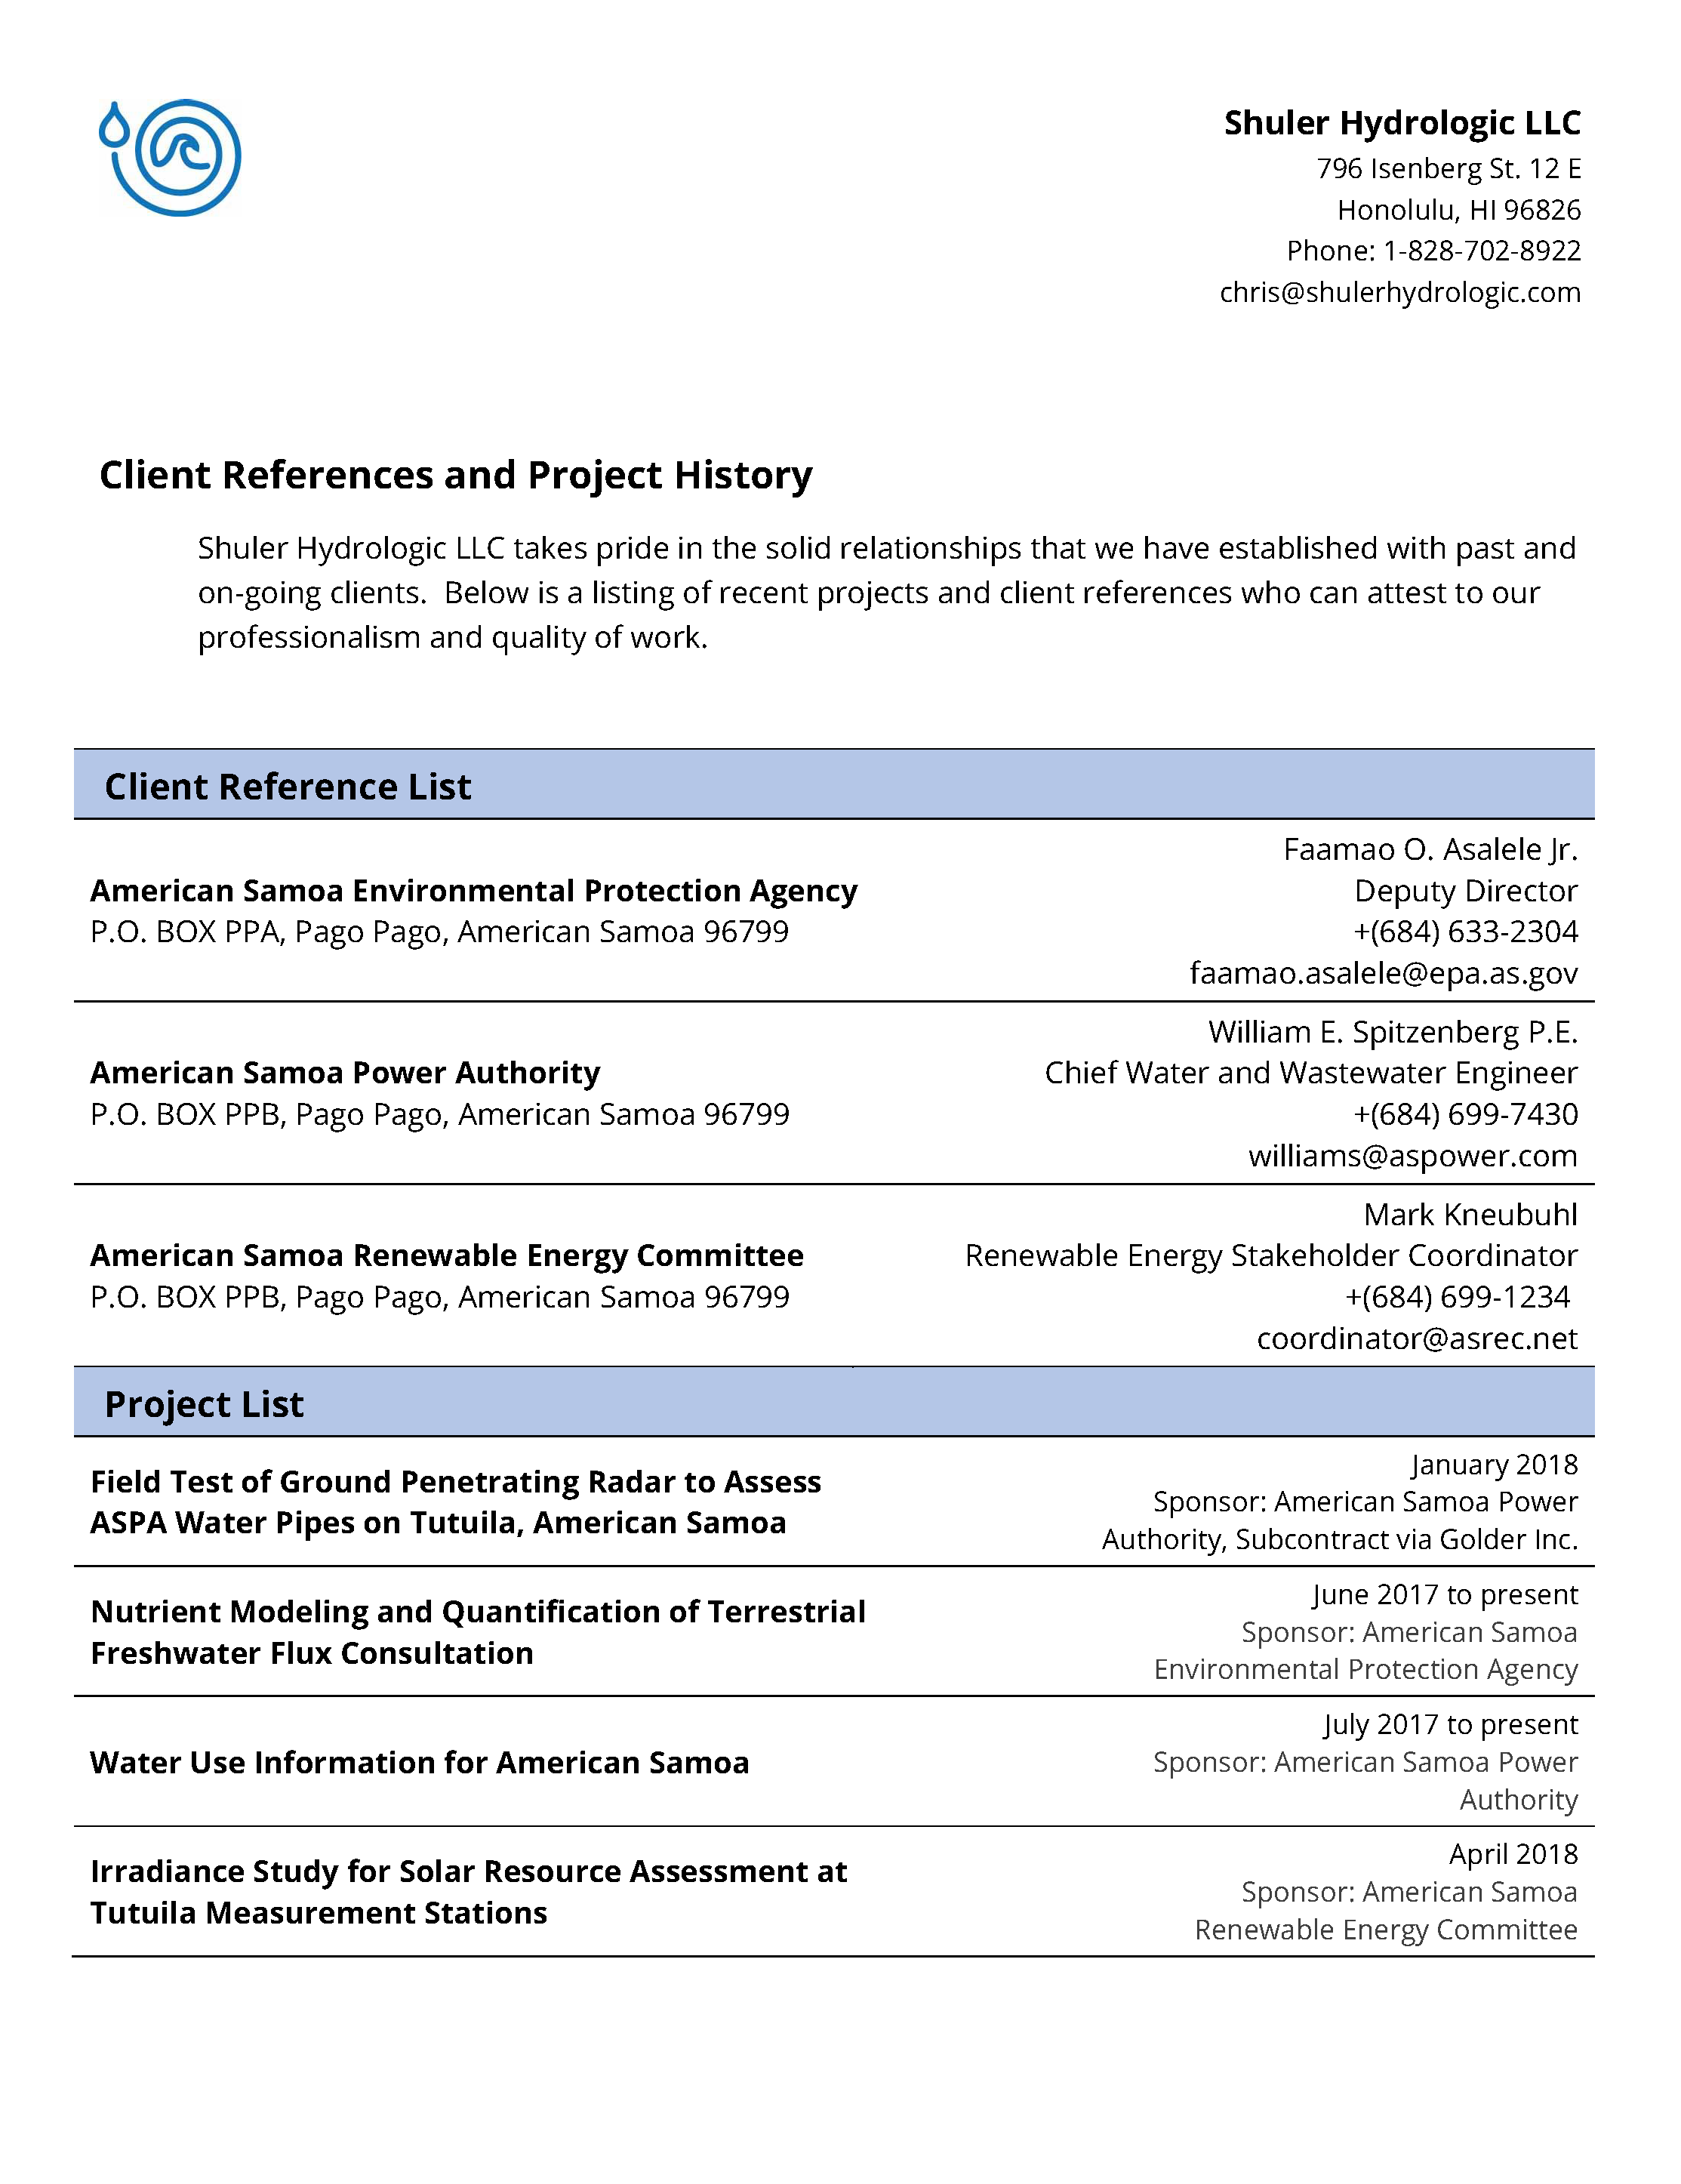 Shuler Hydrologic LLC
796 Isenberg St. 12 E
Honolulu, HI 96826
Phone: 1-828-702-8922
chris@shulerhydrologic.com
Client References and Project History
Shuler Hydrologic LLC takes pride in the solid relationships that we have established with past and
on-going clients.  Below is a listing of recent projects and client references who can attest to our
professionalism and quality of work.
Client Reference List
American Samoa Environmental Protection Agency
P.O. BOX PPA, Pago Pago, American Samoa 96799
Faamao O. Asalele Jr.
Deputy Director
+(684) 633-2304
faamao.asalele@epa.as.gov
American Samoa Power Authority
P.O. BOX PPB, Pago Pago, American Samoa 96799
William E. Spitzenberg P.E.
Chief Water and Wastewater Engineer
+(684) 699-7430
williams@aspower.com
American Samoa Renewable Energy Committee
P.O. BOX PPB, Pago Pago, American Samoa 96799
Mark Kneubuhl
Renewable Energy Stakeholder Coordinator
+(684) 699-1234
coordinator@asrec.net
Project List
Field Test of Ground Penetrating Radar to Assess
ASPA Water Pipes on Tutuila, American Samoa
January 2018
Sponsor: American Samoa Power
Authority, Subcontract via Golder Inc.
Nutrient Modeling and Quantification of Terrestrial
Freshwater Flux Consultation
June 2017 to present
Sponsor: American Samoa
Environmental Protection Agency
Water Use Information for American Samoa
July 2017 to present
Sponsor: American Samoa Power
Authority
Irradiance Study for Solar Resource Assessment at
Tutuila Measurement Stations
April 2018
Sponsor: American Samoa
Renewable Energy Committee